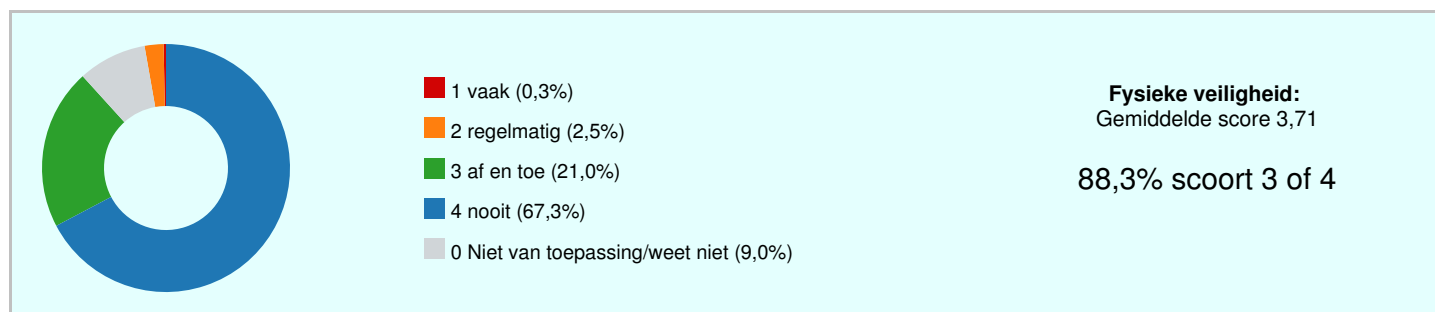 1 vaak (0,3%)
2 regelmatig (2,5%)
3 af en toe (21,0%)
4 nooit (67,3%)
0 Niet van toepassing/weet niet (9,0%)
Fysieke veiligheid:
Gemiddelde score 3,71
88,3% scoort 3 of 4